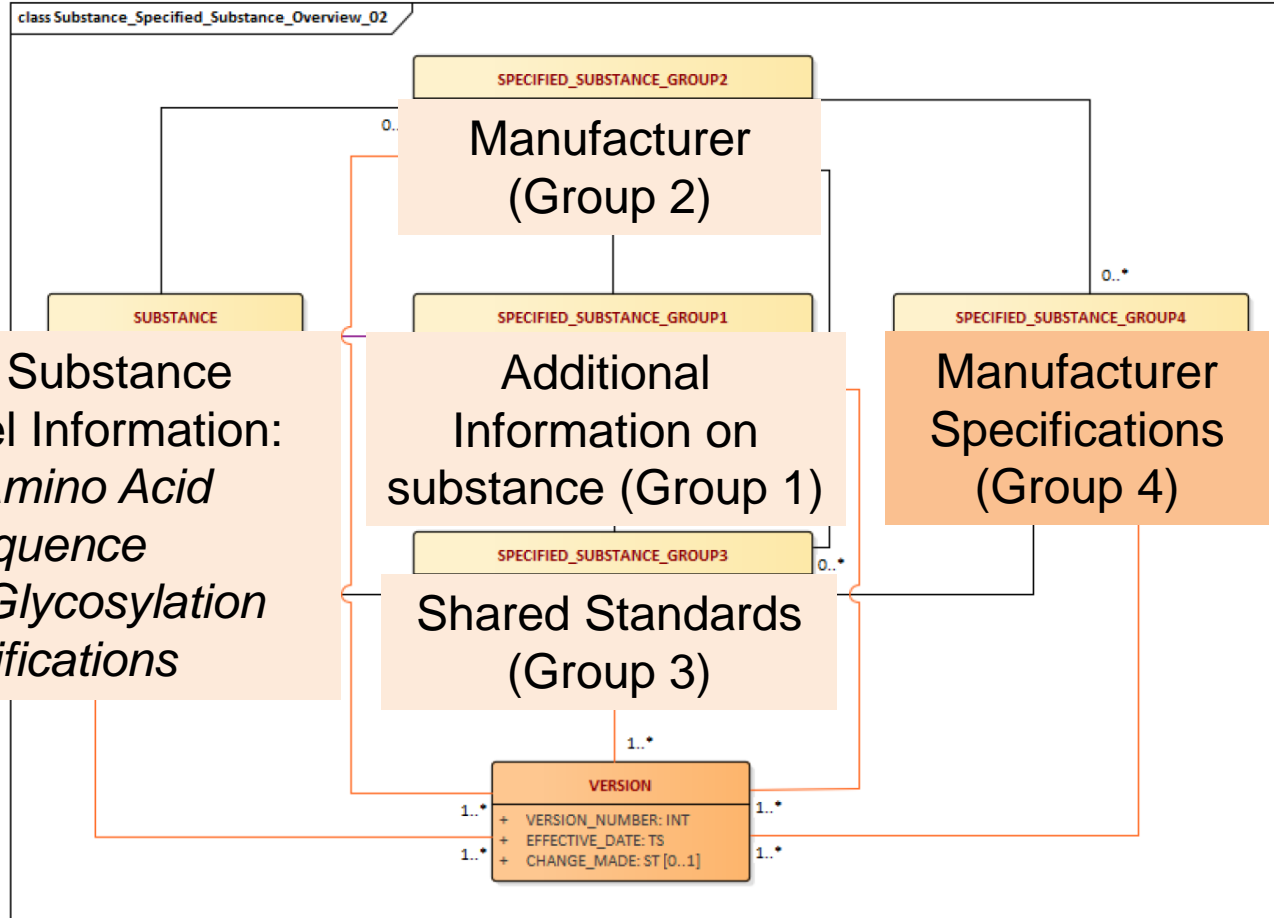 class Substance_Specified_Substance_Overview_02
SPECIFIED_SUBSTANCE_GROUP2
0..
Manufacturer
(Group 2)
0..*
SUBSTANCE
SPECIFIED_SUBSTANCE_GROUP1
SPECIFIED_SUBSTANCE_GROUP4
Substance
el Information:
mino Acid
quence
Glycosylation
ifications
Additional
Information on
substance (Group 1)
Manufacturer
Specifications
(Group 4)
SPECIFIED_SUBSTANCE_GROUP3
0..*
Shared Standards
(Group 3)
1..*
VERSION
1..*
1..*
+ VERSION_NUMBER: INT
+ EFFECTIVE_DATE: TS
+ CHANGE_MADE: ST [0..1]
1..*
1..*